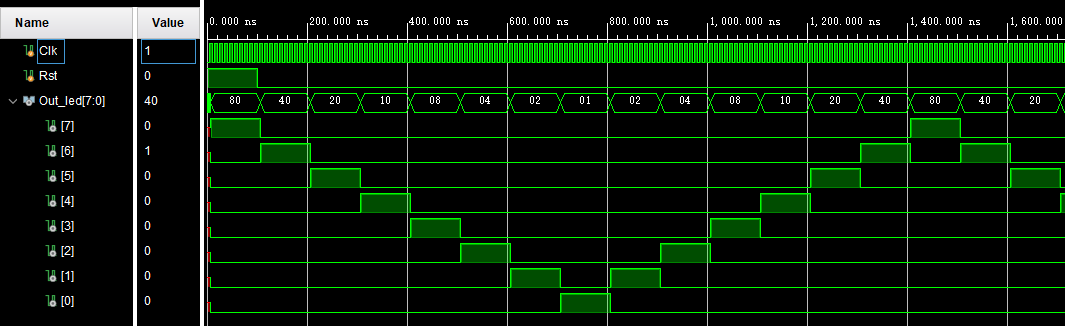 Name Value 0.000 ns 200.000 ns 400.000 ns 600.000 ns 800.000 ns 1,000.000 ns 1,200.000 ns 1,400.000 ns 1,600.000
Clk 1
Rst 0
Out_led[7:0] 40 80 40 20 10 08 04 02 01 02 04 08 10 20 40 80 40 20
[7] 0
[6] 1
[5] 0
[4] 0
[3] 0
[2] 0
[1] 0
[0] 0